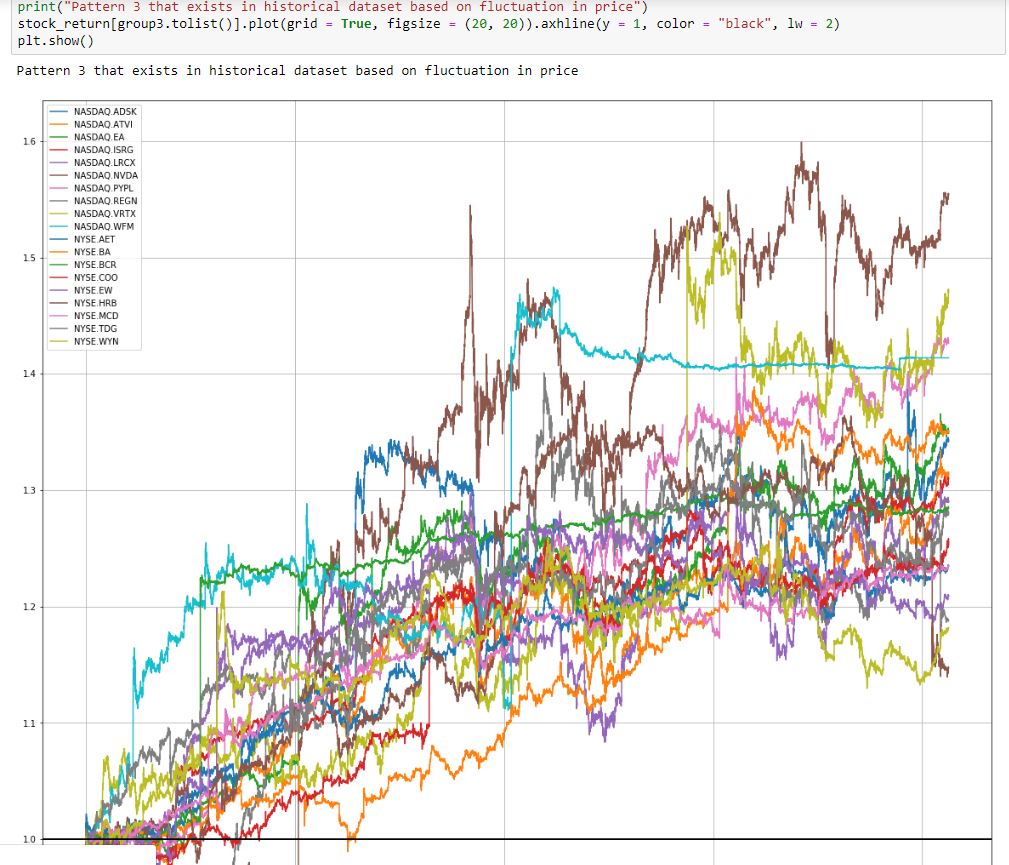 print("Pattern 3 that exists in historical dataset based on fluctuation in price")
stock_return[group3.tolist()].plot(grid = True, figsize = (20, 20)).axhline(y = 1, color = "black", lw = 2)
plt.show()
Pattern 3 that exists in historical dataset based on fluctuation in price
NASDAQ.ADSK
NASDAQ.ATVI
NASDAQ.EA
NASDAQ.ISRG
NASDAQ.LRCX
NASDAQ.NVDA
NASDAQ.PYPL
NASDAQ.REGN
NASDAQ.VRTX
NASDAQ.WFM
NYSE.AET
NYSE.BA
NYSE.BCR
NYSE.COO
NYSE.EW
NYSE.HRB
NYSE.MCD
NYSE.TDG
NYSE.WYN
1.6
1.5
1.4
1.3
1.2
1.1
1.0